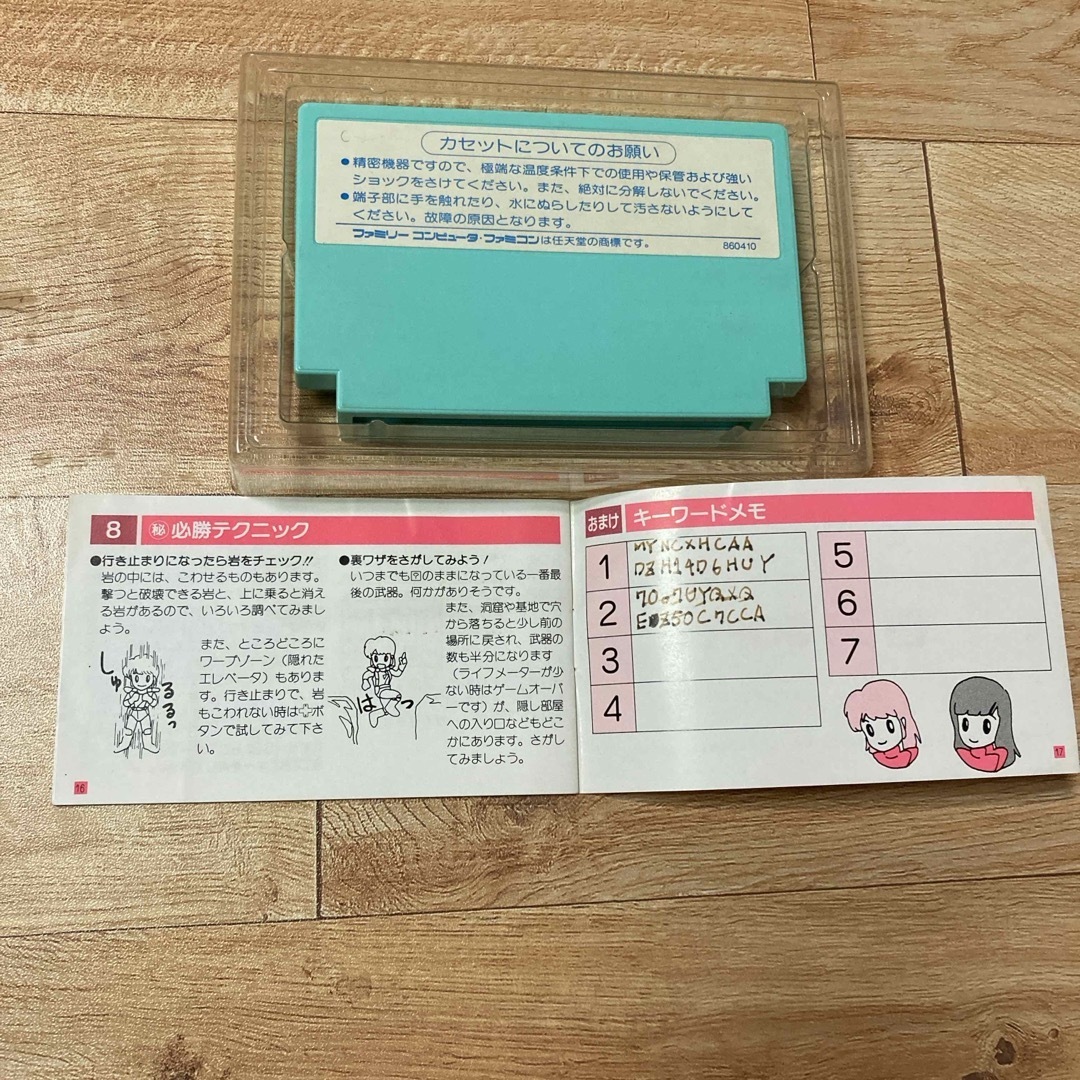 カセットについてのお願い
●精密機器ですので、極端な温度条件下での使用や保管および強い
ショックをさけてください。また、絶対に分解しないでください。
●端子部に手を触れたり、水にぬらしたりして汚さないようにして
ください。故障の原因となります。
ファミリーコンピュータ・ファミコンは任天堂の商標です。
860410
8 ㊙必勝テクニック
●行き止まりになったら岩をチェック!!
岩の中には、こわせるものもあります。
撃つと破壊できる岩と、上に乗ると消え
る岩があるので、いろいろ調べてみまし
ょう。
また、ところどころに
ワープゾーン(隠れた
エレベータ)もありま
す。行き止まりで、岩
もこわれない時は✚ボ
タンで試してみて下さ
い。
しゅ
るるっ
16
●裏ワザをさがしてみよう!
いつまでも?のままになっている一番最
後の武器。何かがありそうです。
また、洞窟や基地で穴
から落ちると少し前の
場所に戻され、武器の
数も半分になります
(ライフメーターが少
ない時はゲームオーバ
ーです)が、隠し部屋
への入り口などもどこ
かにあります。さがし
てみましょう。
はっ
おまけ キーワードメモ
1
2
3
4
5
6
7
17